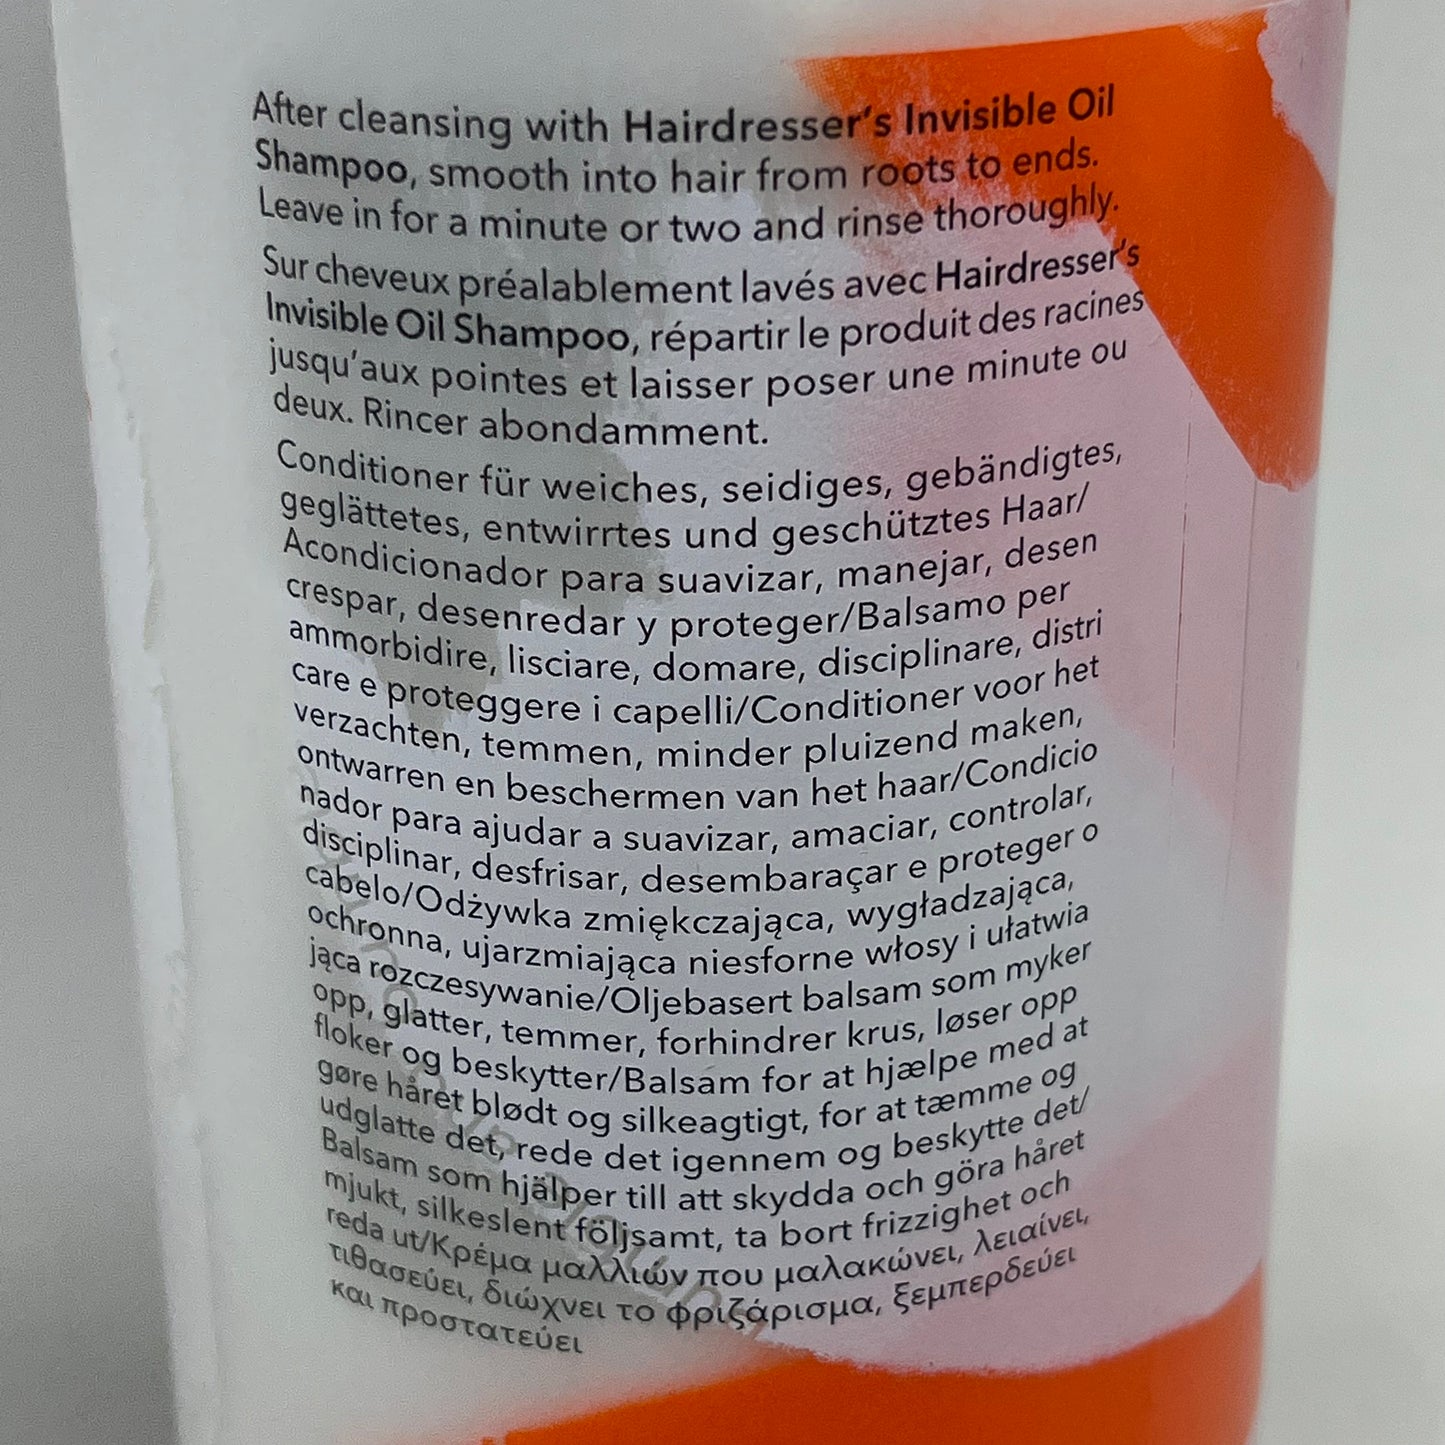 After cleansing with Hairdresser's Invisible Oil
Shampoo, smooth into hair from roots to ends.
Leave in for a minute or two and rinse thoroughly.
Sur cheveux préalablement lavés avec Hairdresser's
Invisible Oil Shampoo, répartir le produit des racines
jusqu'aux pointes et laisser poser une minute ou
deux. Rincer abondamment.
Conditioner für weiches, seidiges, gebändigtes,
geglättetes, entwirrtes und geschütztes Haar/
Acondicionador para suavizar, manejar, desen
crespar, desenredar y proteger/Balsamo per
ammorbidire, lisciare, domare, disciplinare, distri
care e proteggere i capelli/Conditioner voor het
verzachten, temmen, minder pluizend maken,
ontwarren en beschermen van het haar/Condicio
nador para ajudar a suavizar, amaciar, controlar,
disciplinar, desfrisar, desembaraçar e proteger o
cabelo/Odżywka zmiękczająca, wygładzająca,
ochronna, ujarzmiająca niesforne włosy i ułatwia
jąca rozczesywanie/Oljebasert balsam som myker
opp, glatter, temmer, forhindrer krus, løser opp
floker og beskytter/Balsam for at hjælpe med at
gøre håret blødt og silkeagtigt, for at tæmme og
udglatte det, rede det igennem og beskytte det/
Balsam som hjälper till att skydda och göra håret
mjukt, silkeslent följsamt, ta bort frizzighet och
reda ut/Κρέμα μαλλιών που μαλακώνει, λειαίνει,
τιθασεύει, διώχνει το φριζάρισμα, ξεμπερδεύει
και προστατεύει